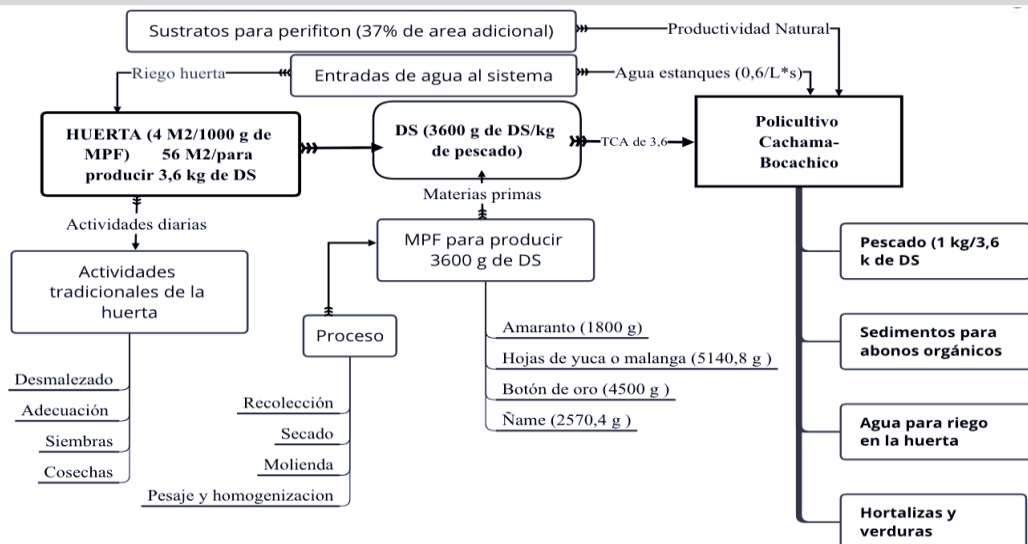 Sustratos para perifiton (37% de area adicional)
Productividad Natural
Riego huerta
Entradas de agua al sistema
Agua estanques (0,6/L*s)
HUERTA (4 M2/1000 g de
MPF) 56 M2/para
producir 3,6 kg de DS
DS (3600 g de DS/kg
de pescado)
TCA de 3,6
Policultivo
Cachama-
Bocachico
Actividades diarias
Materias primas
Actividades
tradicionales de la
huerta
MPF para producir
3600 g de DS
Proceso
Desmalezado
Adecuación
Siembras
Cosechas
Recolección
Secado
Molienda
Pesaje y homogenizacion
Amaranto (1800 g)
Hojas de yuca o malanga (5140,8 g )
Botón de oro (4500 g )
Ñame (2570,4 g )
Pescado (1 kg/3,6
k de DS
Sedimentos para
abonos orgánicos
Agua para riego
en la huerta
Hortalizas y
verduras